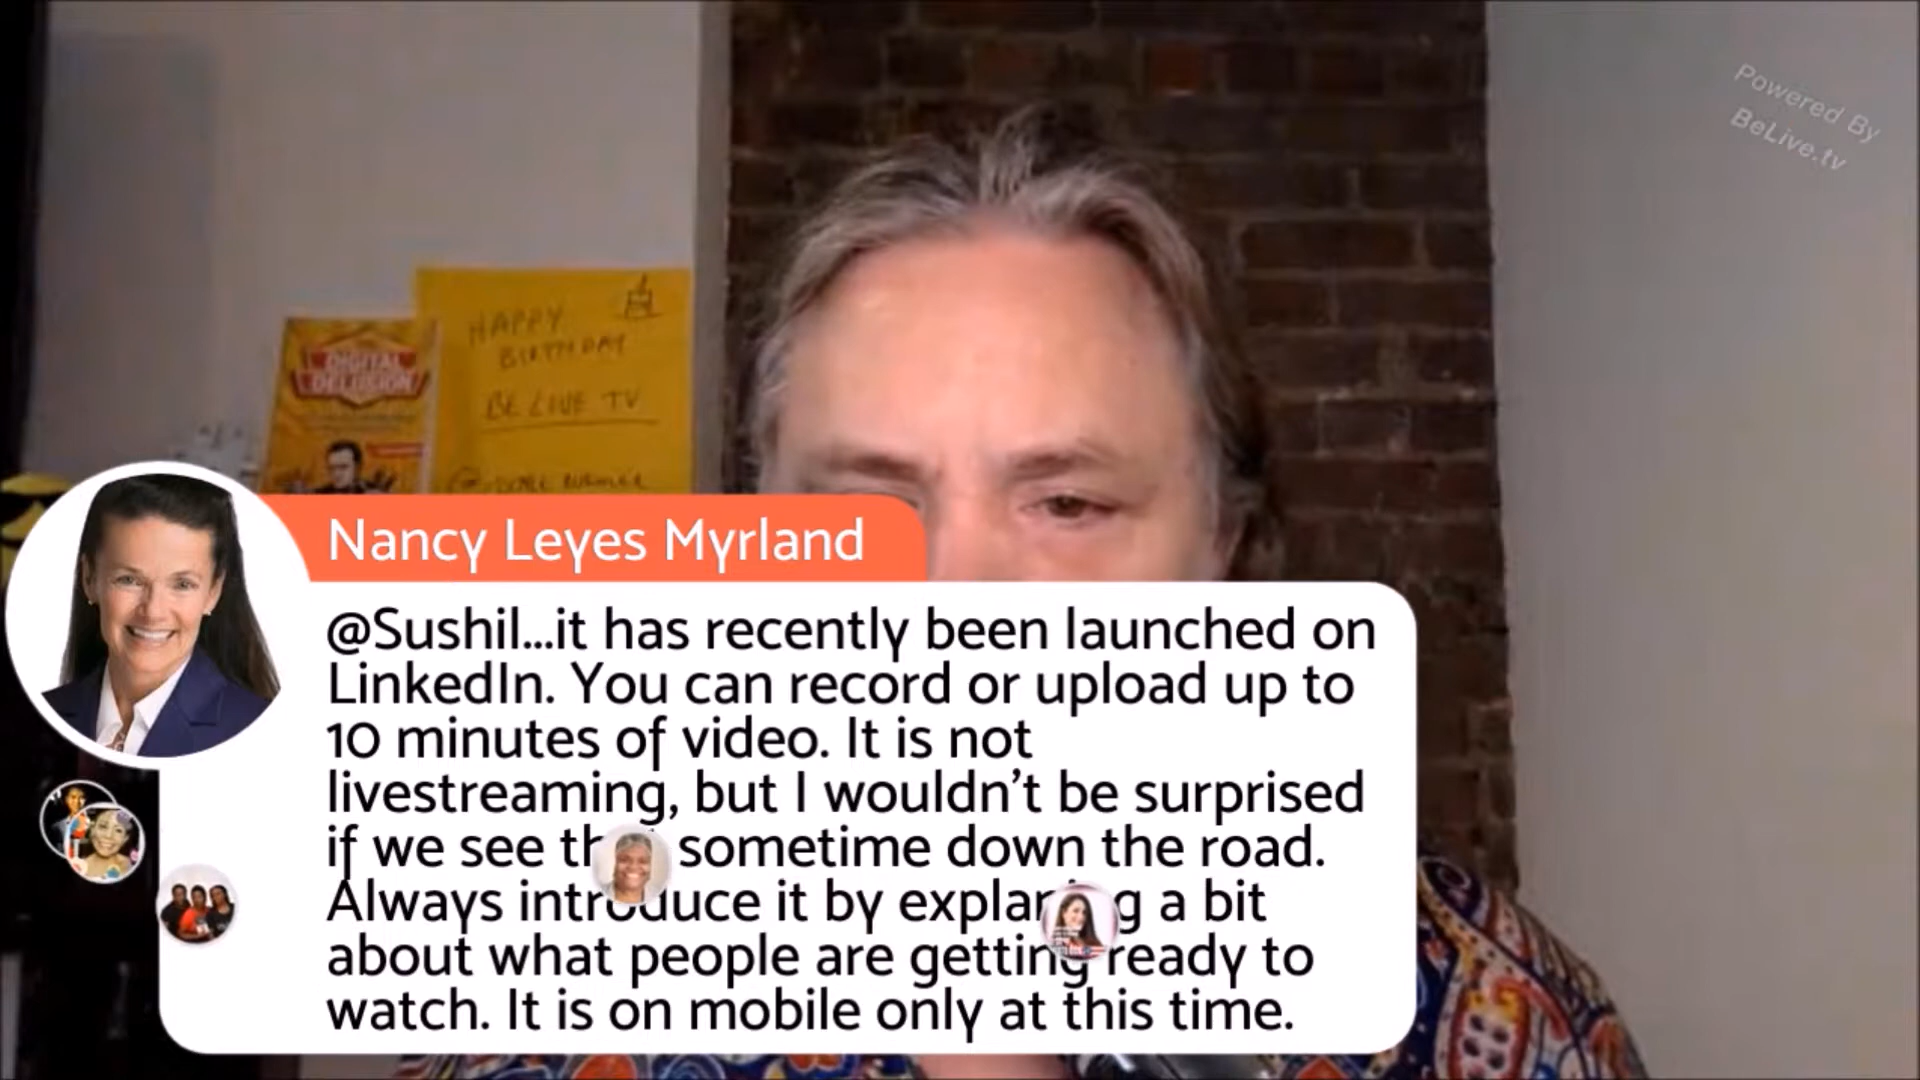 Powered By
BeLive.tv
HAPPY
BIRTHDAY
BE LIVE TV
DIGITAL
DELUSION
Nancy Leyes Myrland
@Sushil...it has recently been launched on
LinkedIn. You can record or upload up to
10 minutes of video. It is not
livestreaming, but I wouldn't be surprised
if we see sometime down the road.
Always introduce it by a bit
about what people are getting ready to
watch. It is on mobile only at this time.